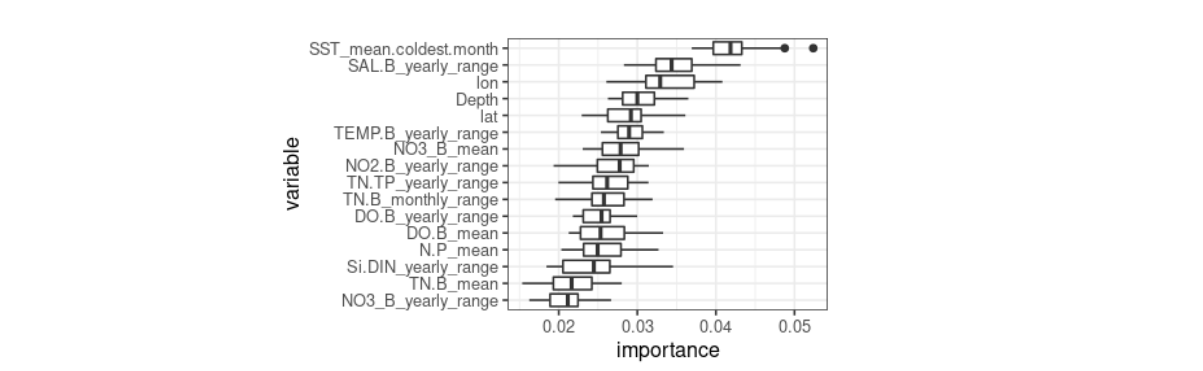 SST_mean.coldest.month
SAL.B_yearly_range
lon
Depth
lat
TEMP.B_yearly_range
NO3_B_mean
NO2.B_yearly_range
TN.TP_yearly_range
TN.B_monthly_range
DO.B_yearly_range
DO.B_mean
N.P_mean
Si.DIN_yearly_range
TN.B_mean
NO3_B_yearly_range
variable
0.02 0.03 0.04 0.05
importance